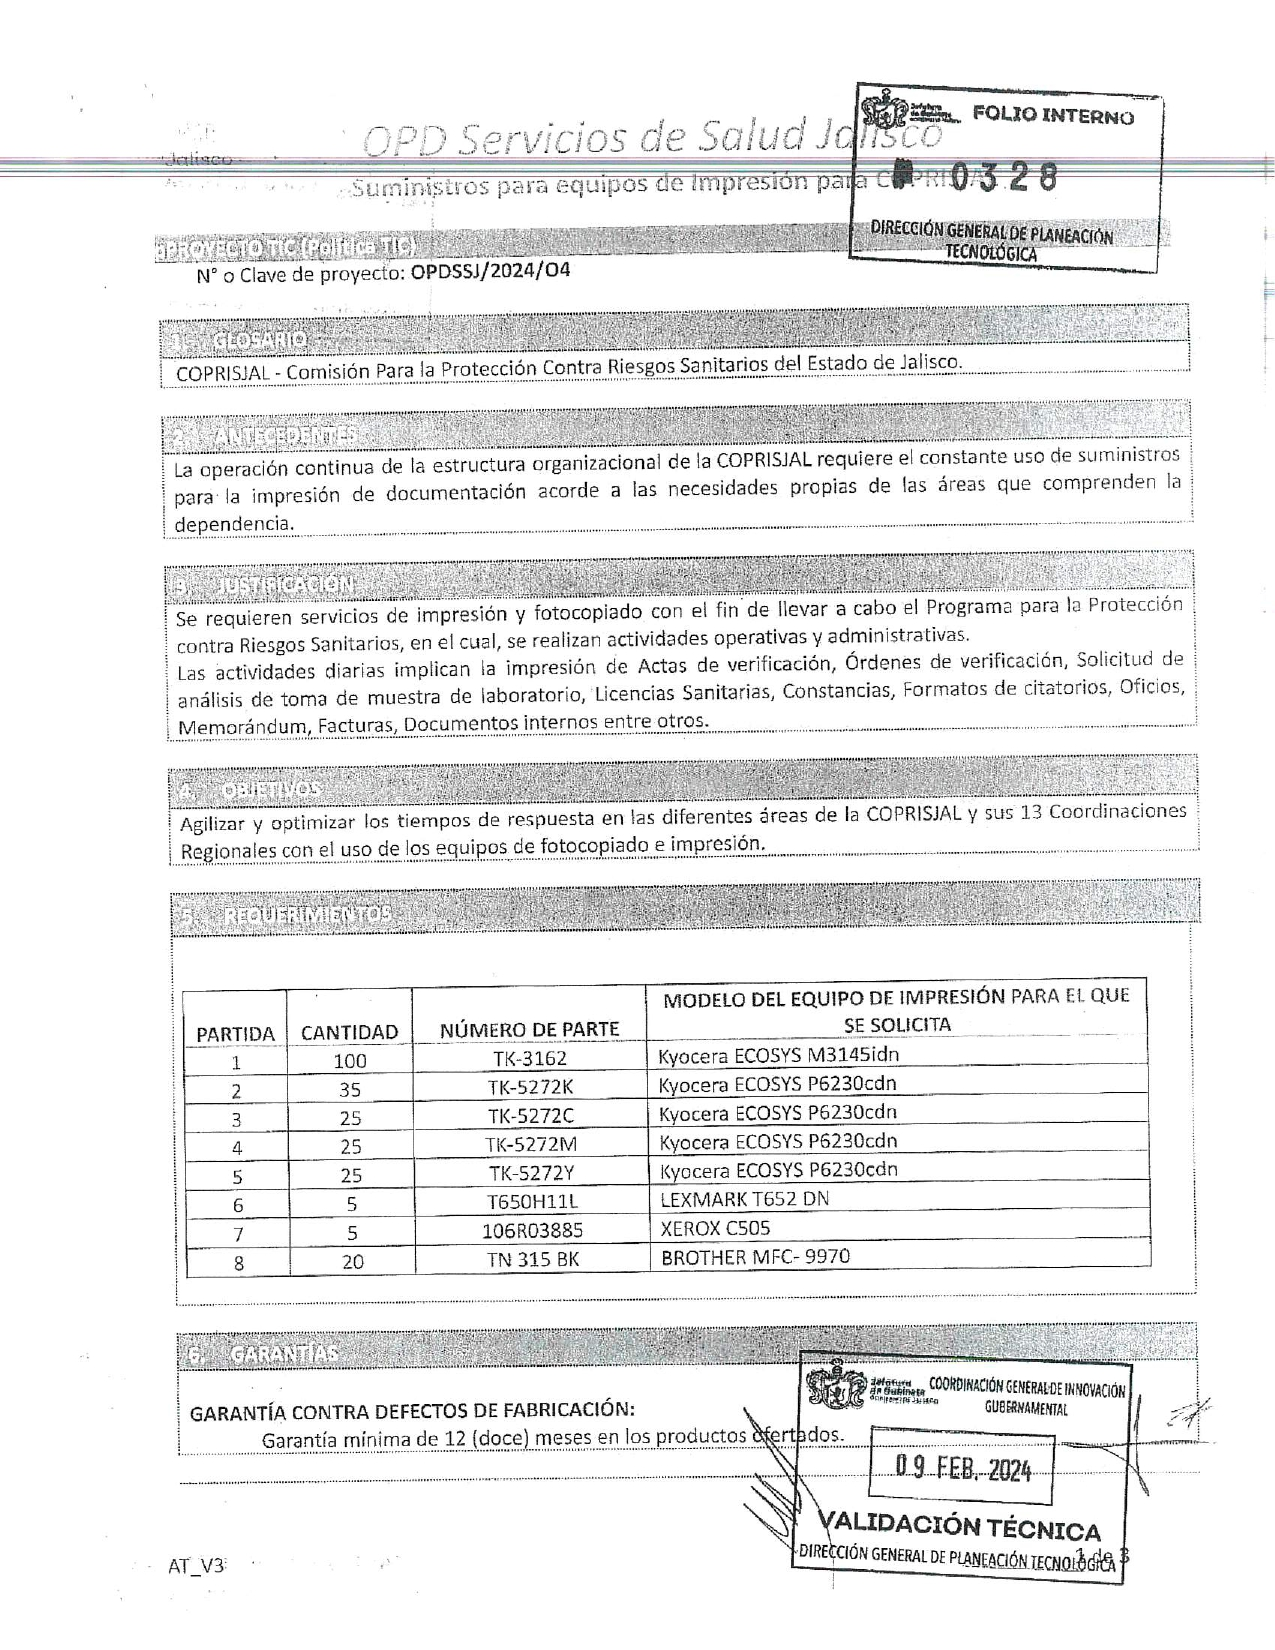 FOLIO INTERNO
OPD Servicios de Salud Jalisco
Jalisco
0328
Suministros para equipos de Impresión para
DIRECCIÓN GENERAL DE PLANEACIÓN
TECNOLÓGICA
PROYECTO TIC (Política TIC)
N° o Clave de proyecto: OPDSSJ/2024/04
1. GLOSARIO
COPRISJAL - Comisión Para la Protección Contra Riesgos Sanitarios del Estado de Jalisco.
2. ANTECEDENTES
La operación continua de la estructura organizacional de la COPRISJAL requiere el constante uso de suministros
para la impresión de documentación acorde a las necesidades propias de las áreas que comprenden la
dependencia.
3. JUSTIFICACIÓN
Se requieren servicios de impresión y fotocopiado con el fin de llevar a cabo el Programa para la Protección
contra Riesgos Sanitarios, en el cual, se realizan actividades operativas y administrativas.
Las actividades diarias implican la impresión de Actas de verificación, Órdenes de verificación, Solicitud de
análisis de toma de muestra de laboratorio, Licencias Sanitarias, Constancias, Formatos de citatorios, Oficios,
Memorándum, Facturas, Documentos internos entre otros.
4. OBJETIVOS
Agilizar y optimizar los tiempos de respuesta en las diferentes áreas de la COPRISJAL y sus 13 Coordinaciones
Regionales con el uso de los equipos de fotocopiado e impresión.
5. REQUERIMIENTOS
PARTIDA CANTIDAD NÚMERO DE PARTE MODELO DEL EQUIPO DE IMPRESIÓN PARA EL QUE
SE SOLICITA
1 100 TK-3162 Kyocera ECOSYS M3145idn
2 35 TK-5272K Kyocera ECOSYS P6230cdn
3 25 TK-5272C Kyocera ECOSYS P6230cdn
4 25 TK-5272M Kyocera ECOSYS P6230cdn
5 25 TK-5272Y Kyocera ECOSYS P6230cdn
6 5 T650H11L LEXMARK T652 DN
7 5 106R03885 XEROX C505
8 20 TN 315 BK BROTHER MFC- 9970
6. GARANTÍAS
Jefatura
de Gabinete
COORDINACIÓN GENERAL DE INNOVACIÓN
GUBERNAMENTAL
GARANTÍA CONTRA DEFECTOS DE FABRICACIÓN:
Garantía mínima de 12 (doce) meses en los productos ofertados.
09 FEB. 2024
VALIDACIÓN TÉCNICA
DIRECCIÓN GENERAL DE PLANEACIÓN TECNOLÓGICA
1 de 3
AT_V3